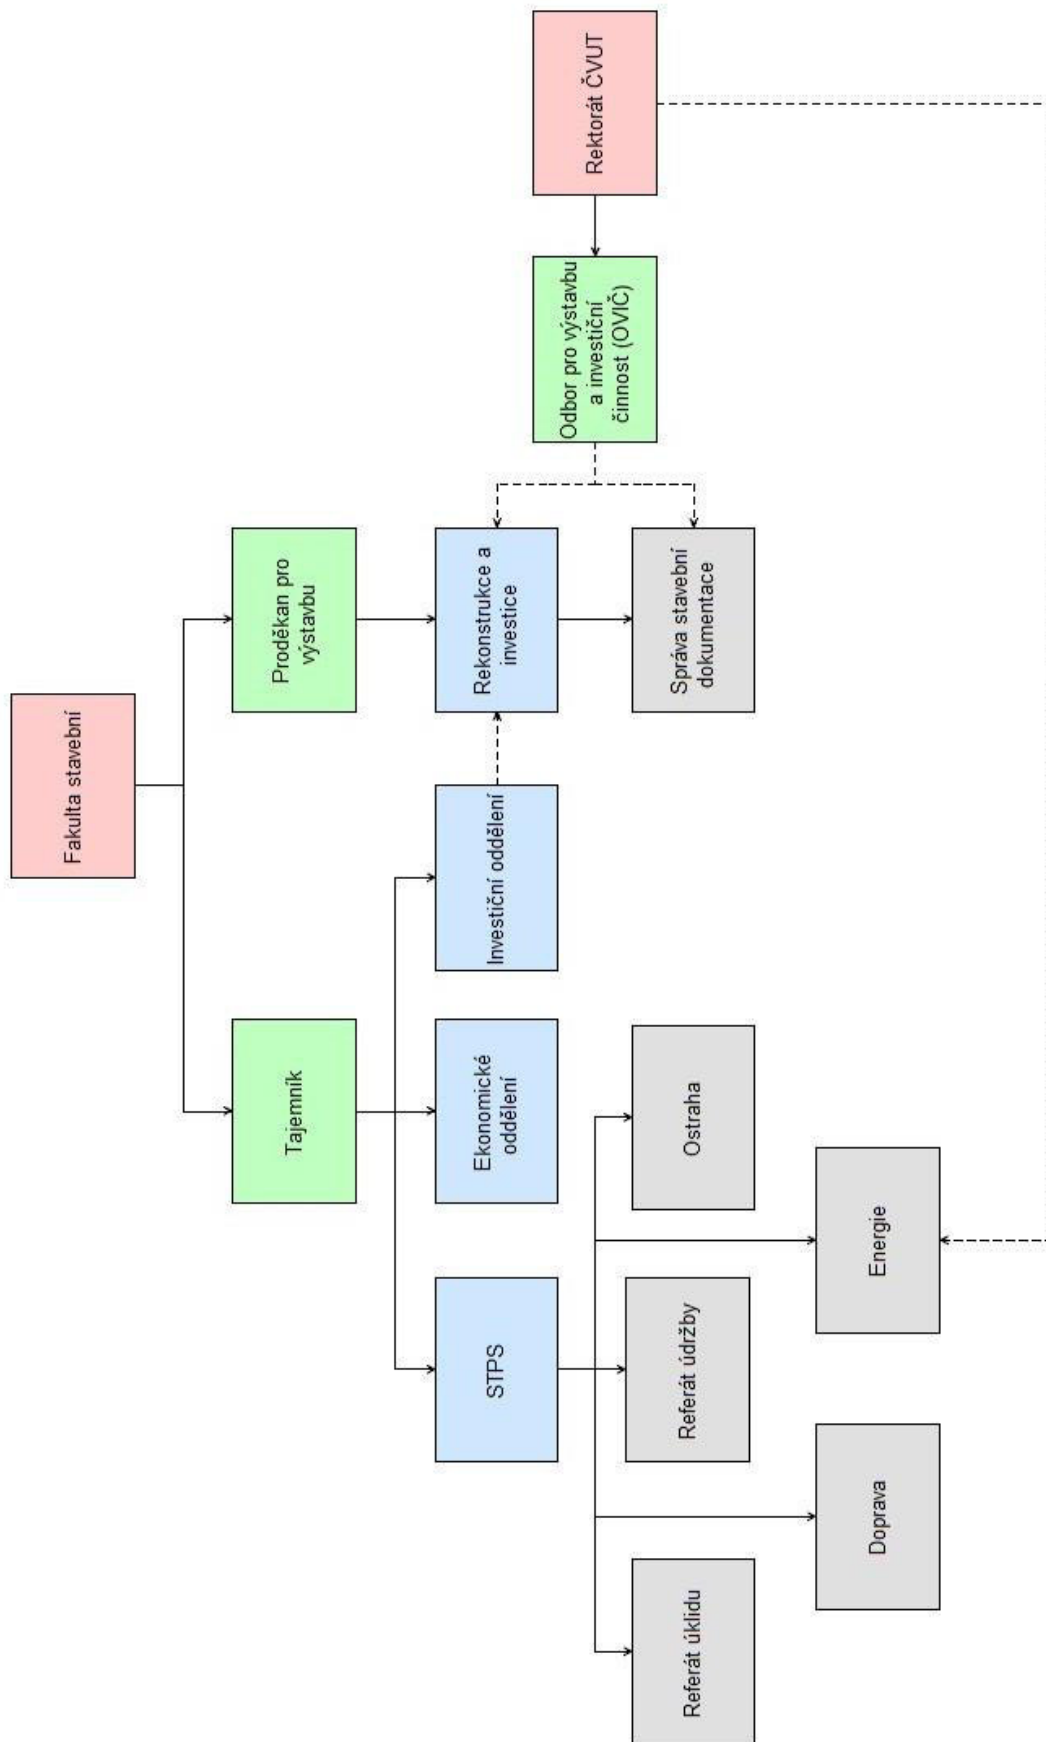 Fakulta stavební
Tajemník
Proděkan pro
výstavbu
STPS
Ekonomické
oddělení
Investiční oddělení
Rekonstrukce a
investice
Odbor pro výstavbu
a investiční
činnost (OVIČ)
Rektorát ČVUT
Referát úklidu
Referát údržby
Ostraha
Správa stavební
dokumentace
Doprava
Energie